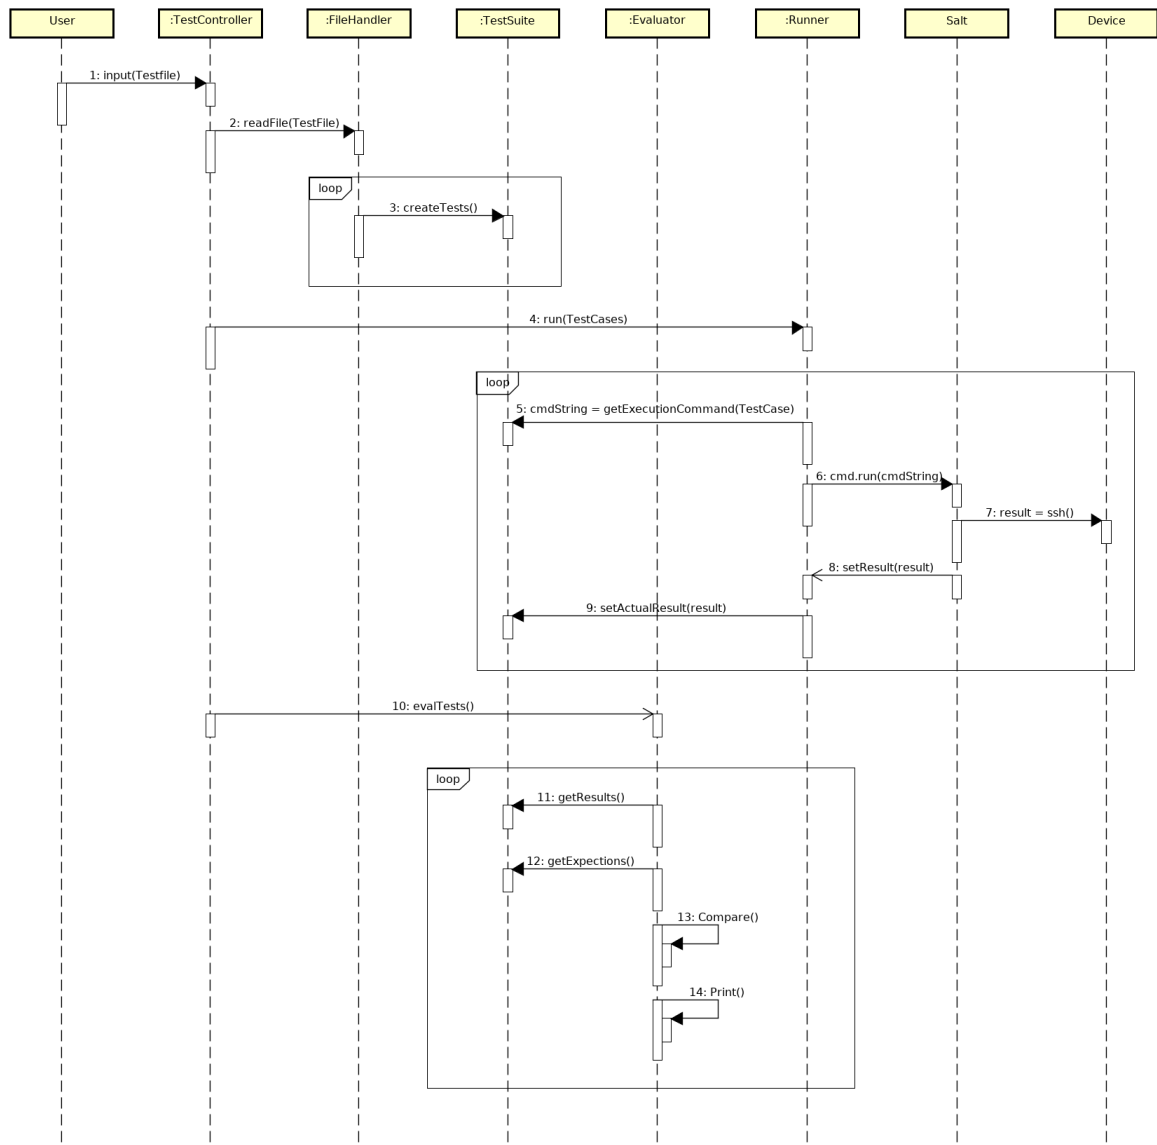 User
:TestController
:FileHandler
:TestSuite
:Evaluator
:Runner
Salt
Device
1: input(Testfile)
2: readFile(TestFile)
loop
3: createTests()
4: run(TestCases)
loop
5: cmdString = getExecutionCommand(TestCase)
6: cmd.run(cmdString)
7: result = ssh()
8: setResult(result)
9: setActualResult(result)
10: evalTests()
loop
11: getResults()
12: getExpections()
13: Compare()
14: Print()